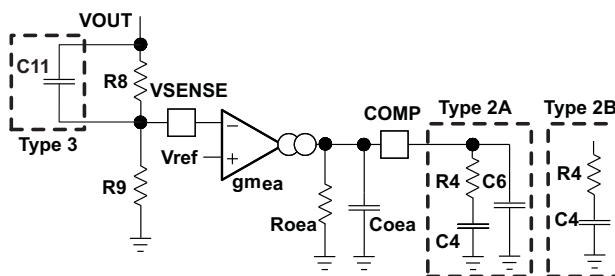 VOUT
C11
R8
VSENSE
Type 3
R9
Vref
gmea
COMP
Roea
Coea
Type 2A
R4
C6
C4
Type 2B
R4
C4